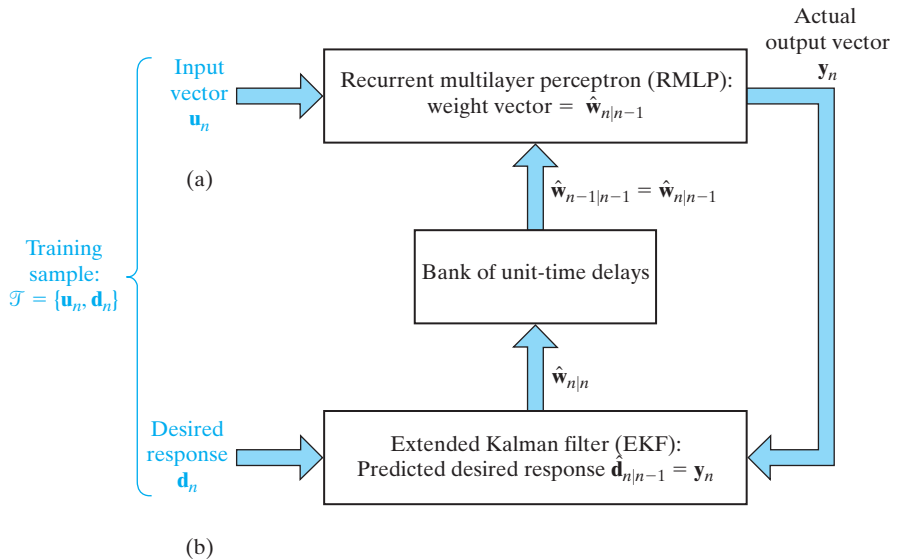 Actual
output vector
yₙ
Input
vector
uₙ
Recurrent multilayer perceptron (RMLP):
weight vector = ŵₙ|ₙ₋₁
(a)
ŵₙ₋₁|ₙ₋₁ = ŵₙ|ₙ₋₁
Training
sample:
𝒯 = {uₙ, dₙ}
Bank of unit-time delays
ŵₙ|ₙ
Desired
response
dₙ
Extended Kalman filter (EKF):
Predicted desired response d̂ₙ|ₙ₋₁ = yₙ
(b)